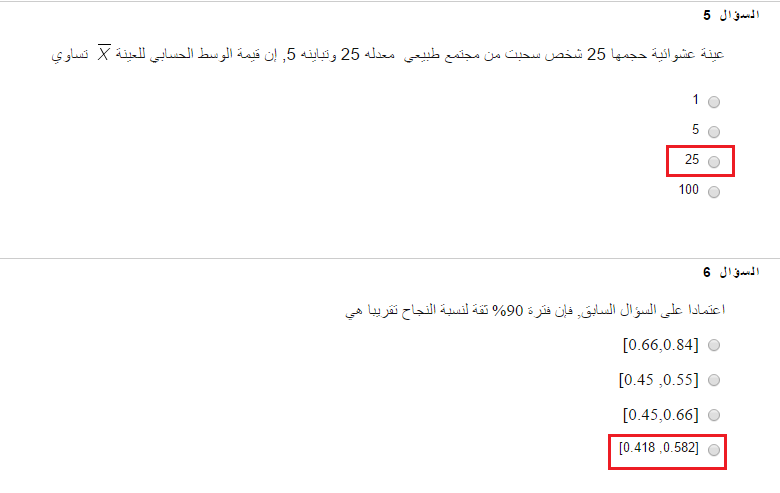 السؤال 5
عينة عشوائية حجمها 25 شخص سحبت من مجتمع طبيعي معدله 25 وتباينه 5, إن قيمة الوسط الحسابي للعينة X̅ تساوي
1
5
25
100
السؤال 6
اعتمادا على السؤال السابق, فإن فترة 90% ثقة لنسبة النجاح تقريبا هي
[0.66,0.84]
[0.45 ,0.55]
[0.45,0.66]
[0.418 ,0.582]